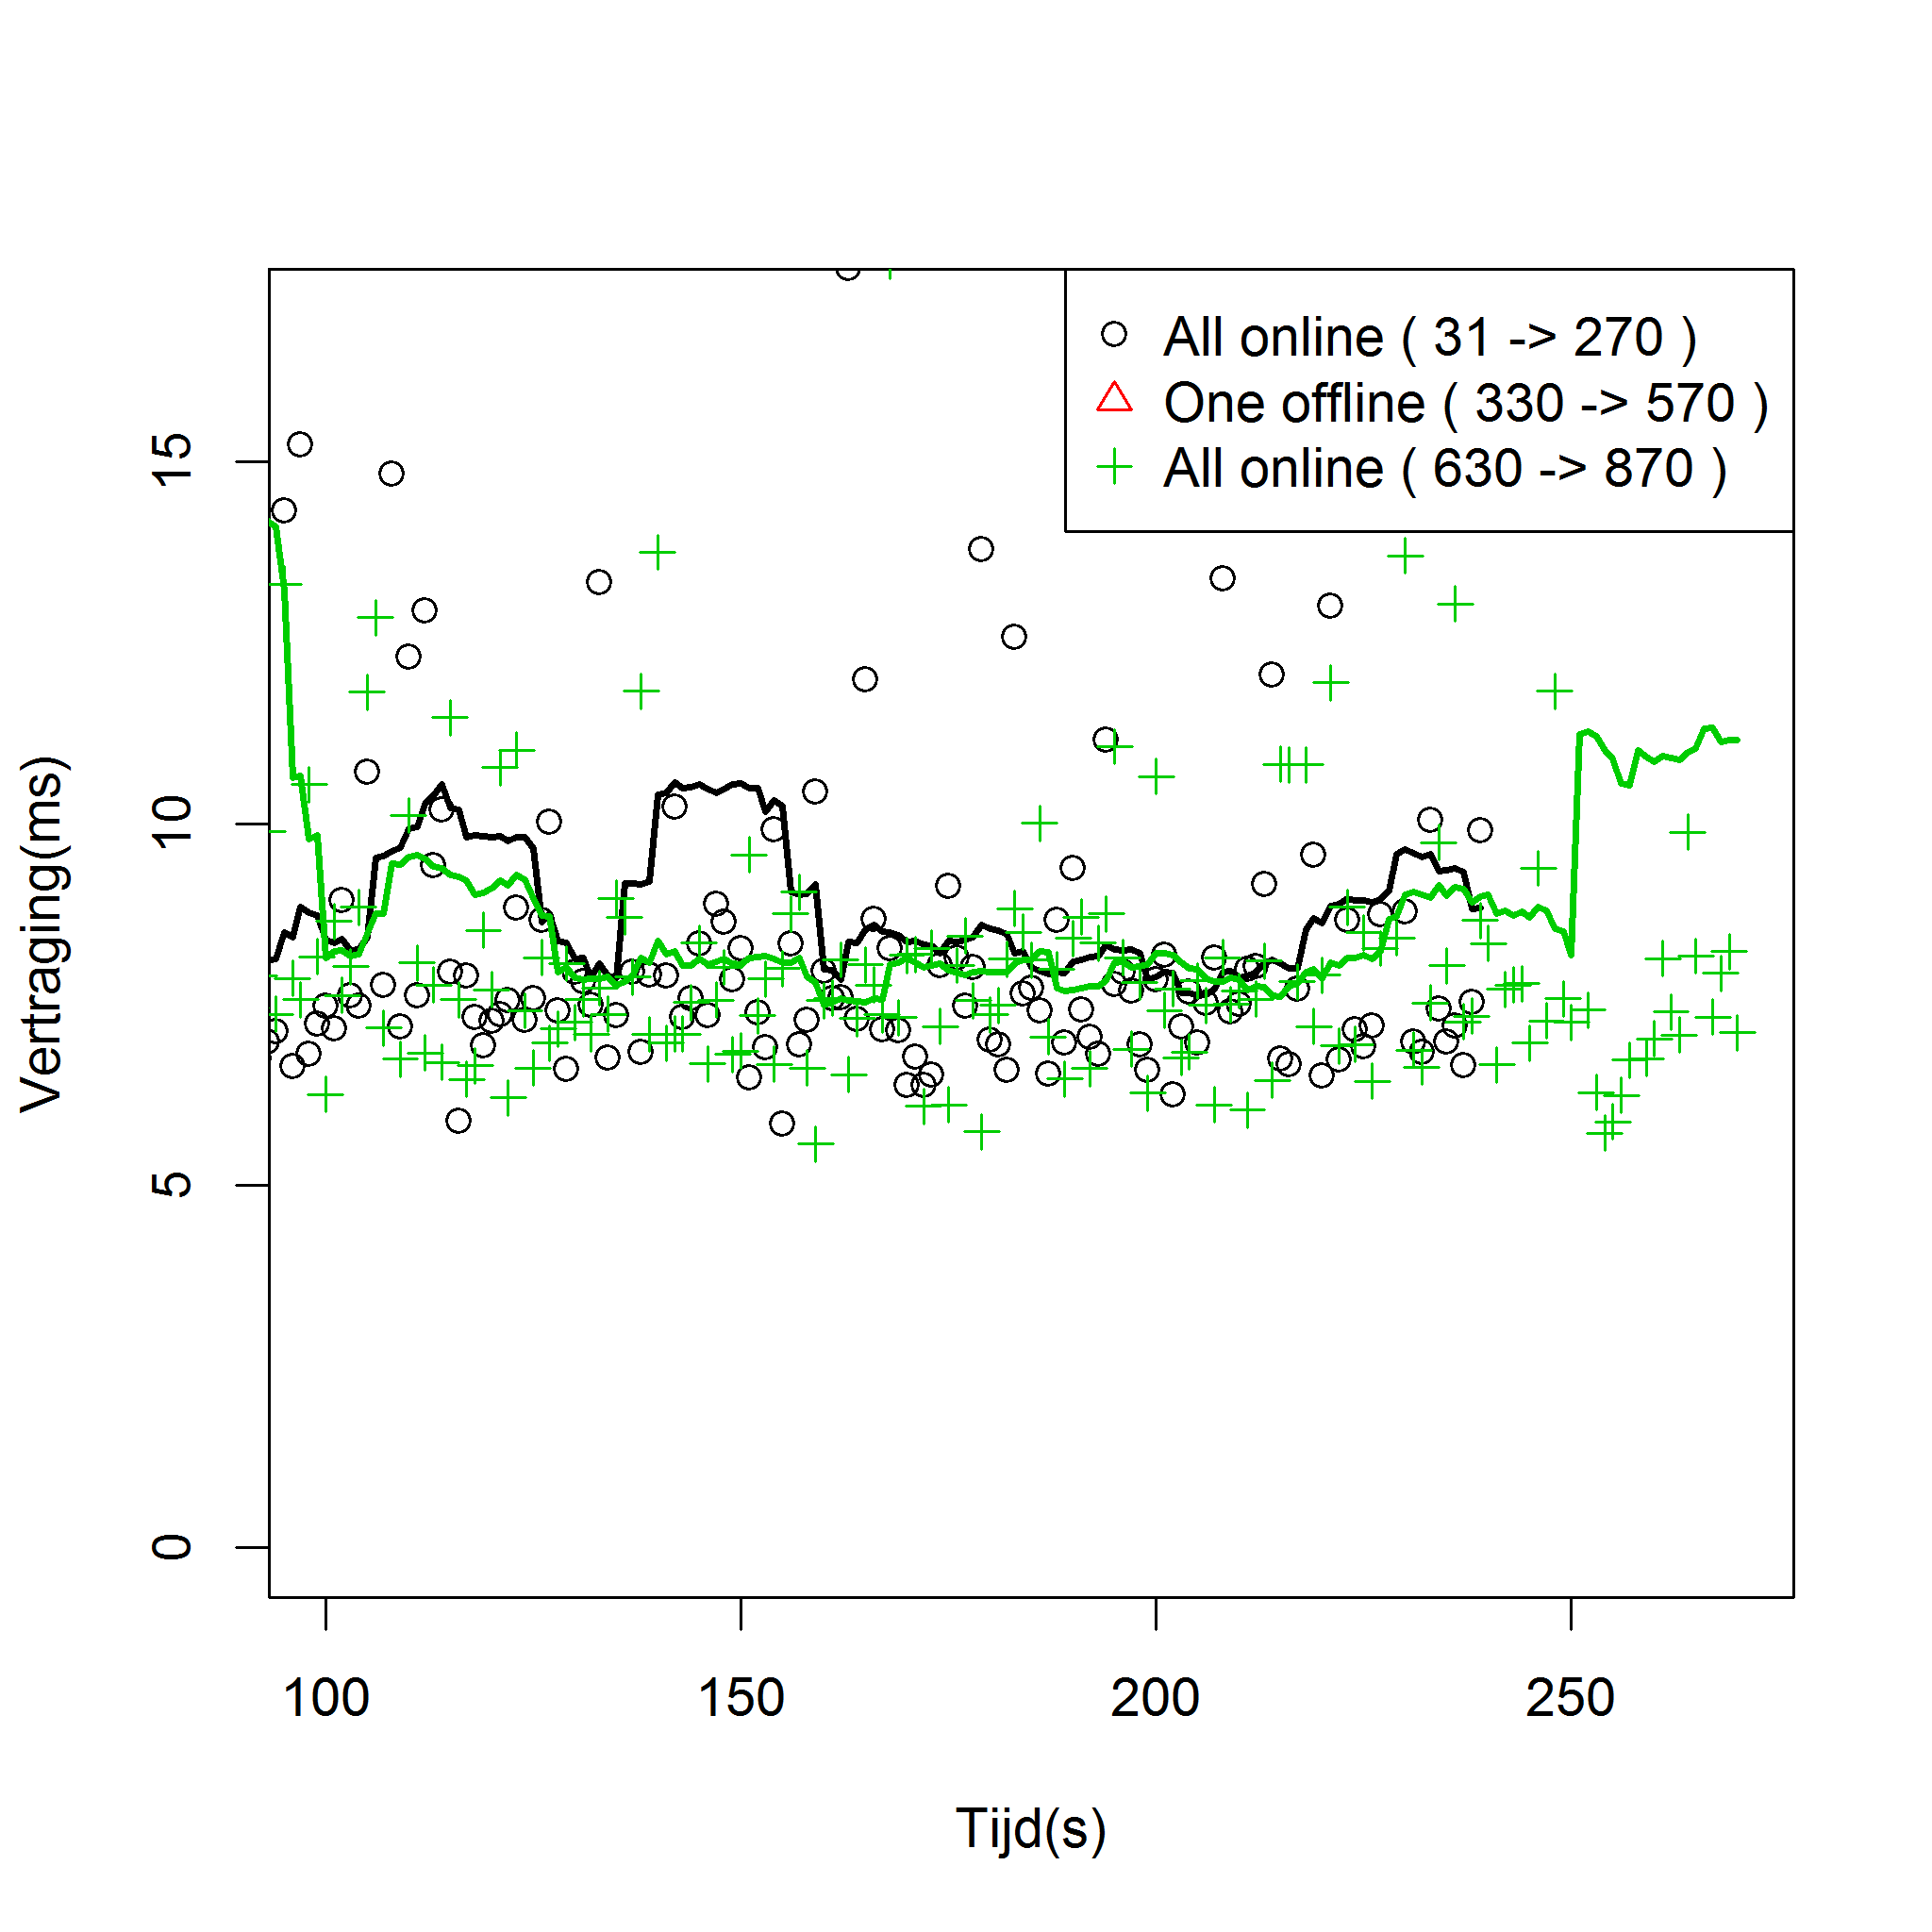 All online ( 31 -> 270 )
One offline ( 330 -> 570 )
All online ( 630 -> 870 )
15
10
5
0
Vertraging(ms)
100 150 200 250
Tijd(s)